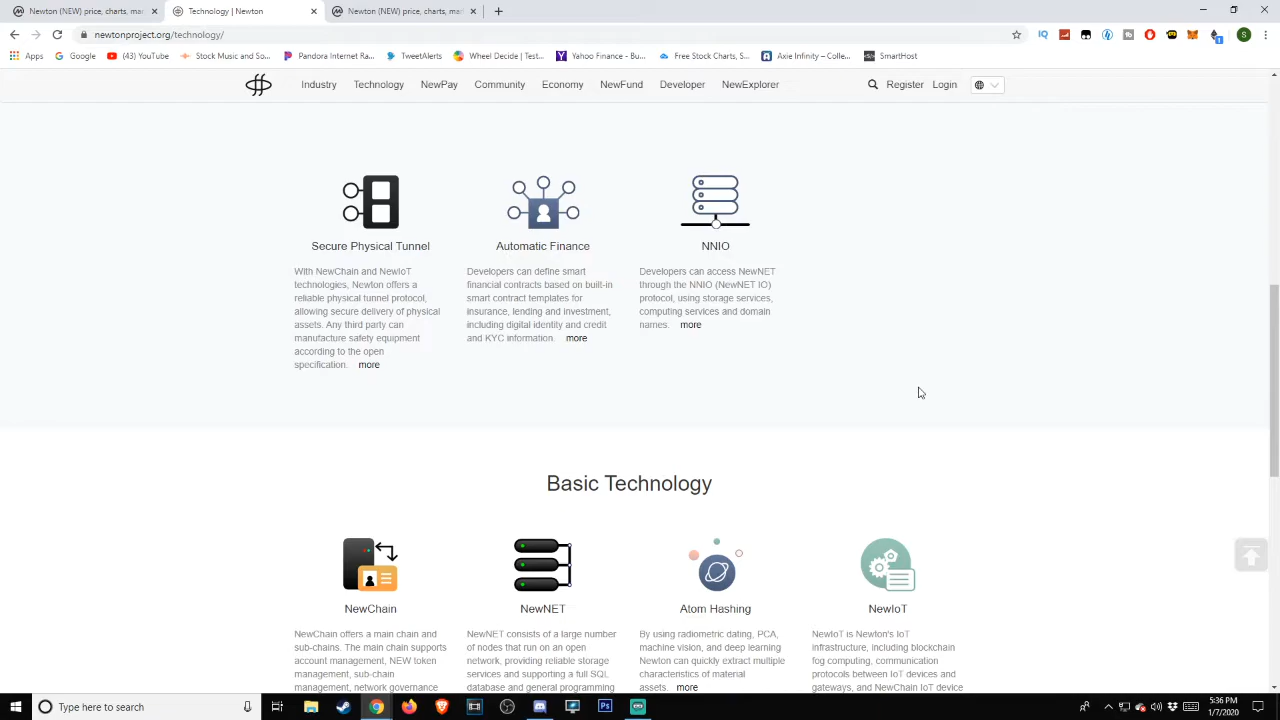 Newton (NEW) price, charts, mar
Technology | Newton
Newton (NEW) price, charts, mar
newtonproject.org/technology/
Apps
Google
(43) YouTube
Stock Music and So...
Pandora Internet Ra...
TweetAlerts
Wheel Decide | Test...
Yahoo Finance - Bu...
Free Stock Charts, S...
Axie Infinity – Colle...
SmartHost
Industry
Technology
NewPay
Community
Economy
NewFund
Developer
NewExplorer
Register
Login
Secure Physical Tunnel
With NewChain and NewIoT
technologies, Newton offers a
reliable physical tunnel protocol,
allowing secure delivery of physical
assets. Any third party can
manufacture safety equipment
according to the open
specification. more
Automatic Finance
Developers can define smart
financial contracts based on built-in
smart contract templates for
insurance, lending and investment,
including digital identity and credit
and KYC information. more
NNIO
Developers can access NewNET
through the NNIO (NewNET IO)
protocol, using storage services,
computing services and domain
names. more
Basic Technology
NewChain
NewChain offers a main chain and
sub-chains. The main chain supports
account management, NEW token
management, sub-chain
management, network governance
NewNET
NewNET consists of a large number
of nodes that run on an open
network, providing reliable storage
services and supporting a full SQL
database and general programming
Atom Hashing
By using radiometric dating, PCA,
machine vision, and deep learning
Newton can quickly extract multiple
characteristics of material
assets. more
NewIoT
NewIoT is Newton's IoT
infrastructure, including blockchain
fog computing, communication
protocols between IoT devices and
gateways, and NewChain IoT device
Type here to search
5:36 PM
1/7/2020